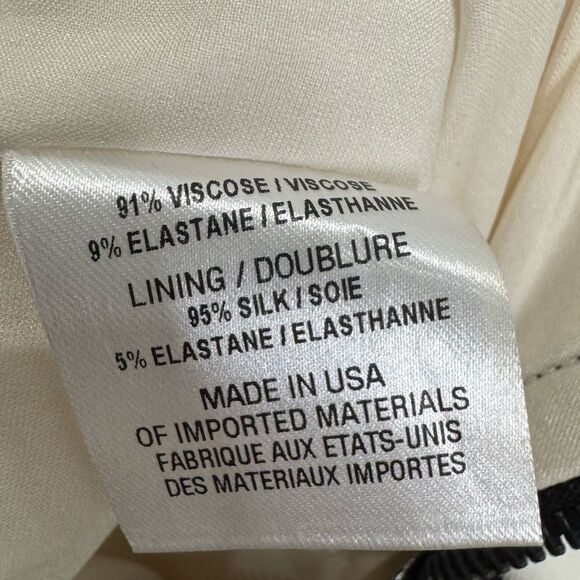 91% VISCOSE / VISCOSE
9% ELASTANE / ELASTHANNE
LINING / DOUBLURE
95% SILK / SOIE
5% ELASTANE / ELASTHANNE
MADE IN USA
OF IMPORTED MATERIALS
FABRIQUE AUX ETATS-UNIS
DES MATERIAUX IMPORTES